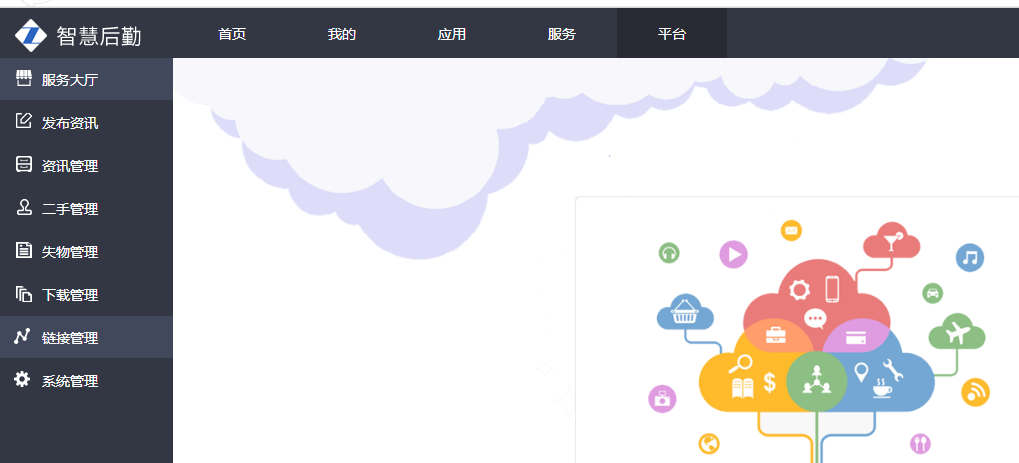 智慧后勤
首页
我的
应用
服务
平台
服务大厅
发布资讯
资讯管理
二手管理
失物管理
下载管理
链接管理
系统管理
$